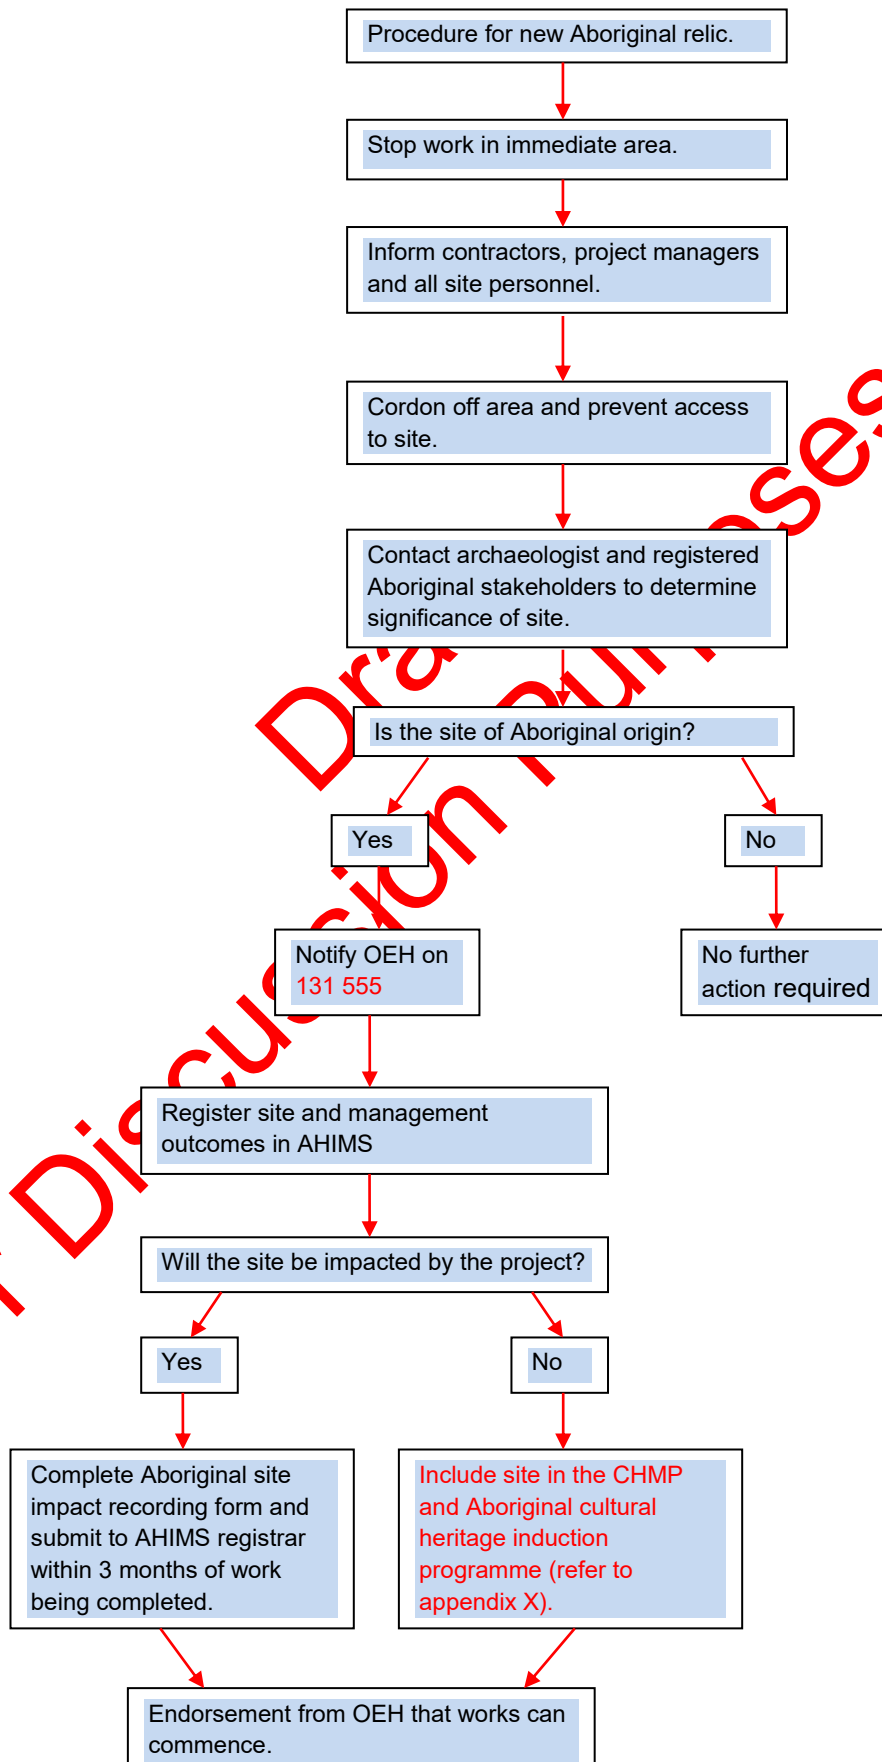 Procedure for new Aboriginal relic.
Stop work in immediate area.
Inform contractors, project managers
and all site personnel.
Cordon off area and prevent access
to site.
Contact archaeologist and registered
Aboriginal stakeholders to determine
significance of site.
Is the site of Aboriginal origin?
Yes
No
Notify OEH on
131 555
No further
action required
Register site and management
outcomes in AHIMS
Will the site be impacted by the project?
Yes
No
Complete Aboriginal site
impact recording form and
submit to AHIMS registrar
within 3 months of work
being completed.
Include site in the CHMP
and Aboriginal cultural
heritage induction
programme (refer to
appendix X).
Endorsement from OEH that works can
commence.
Discussion Purposes